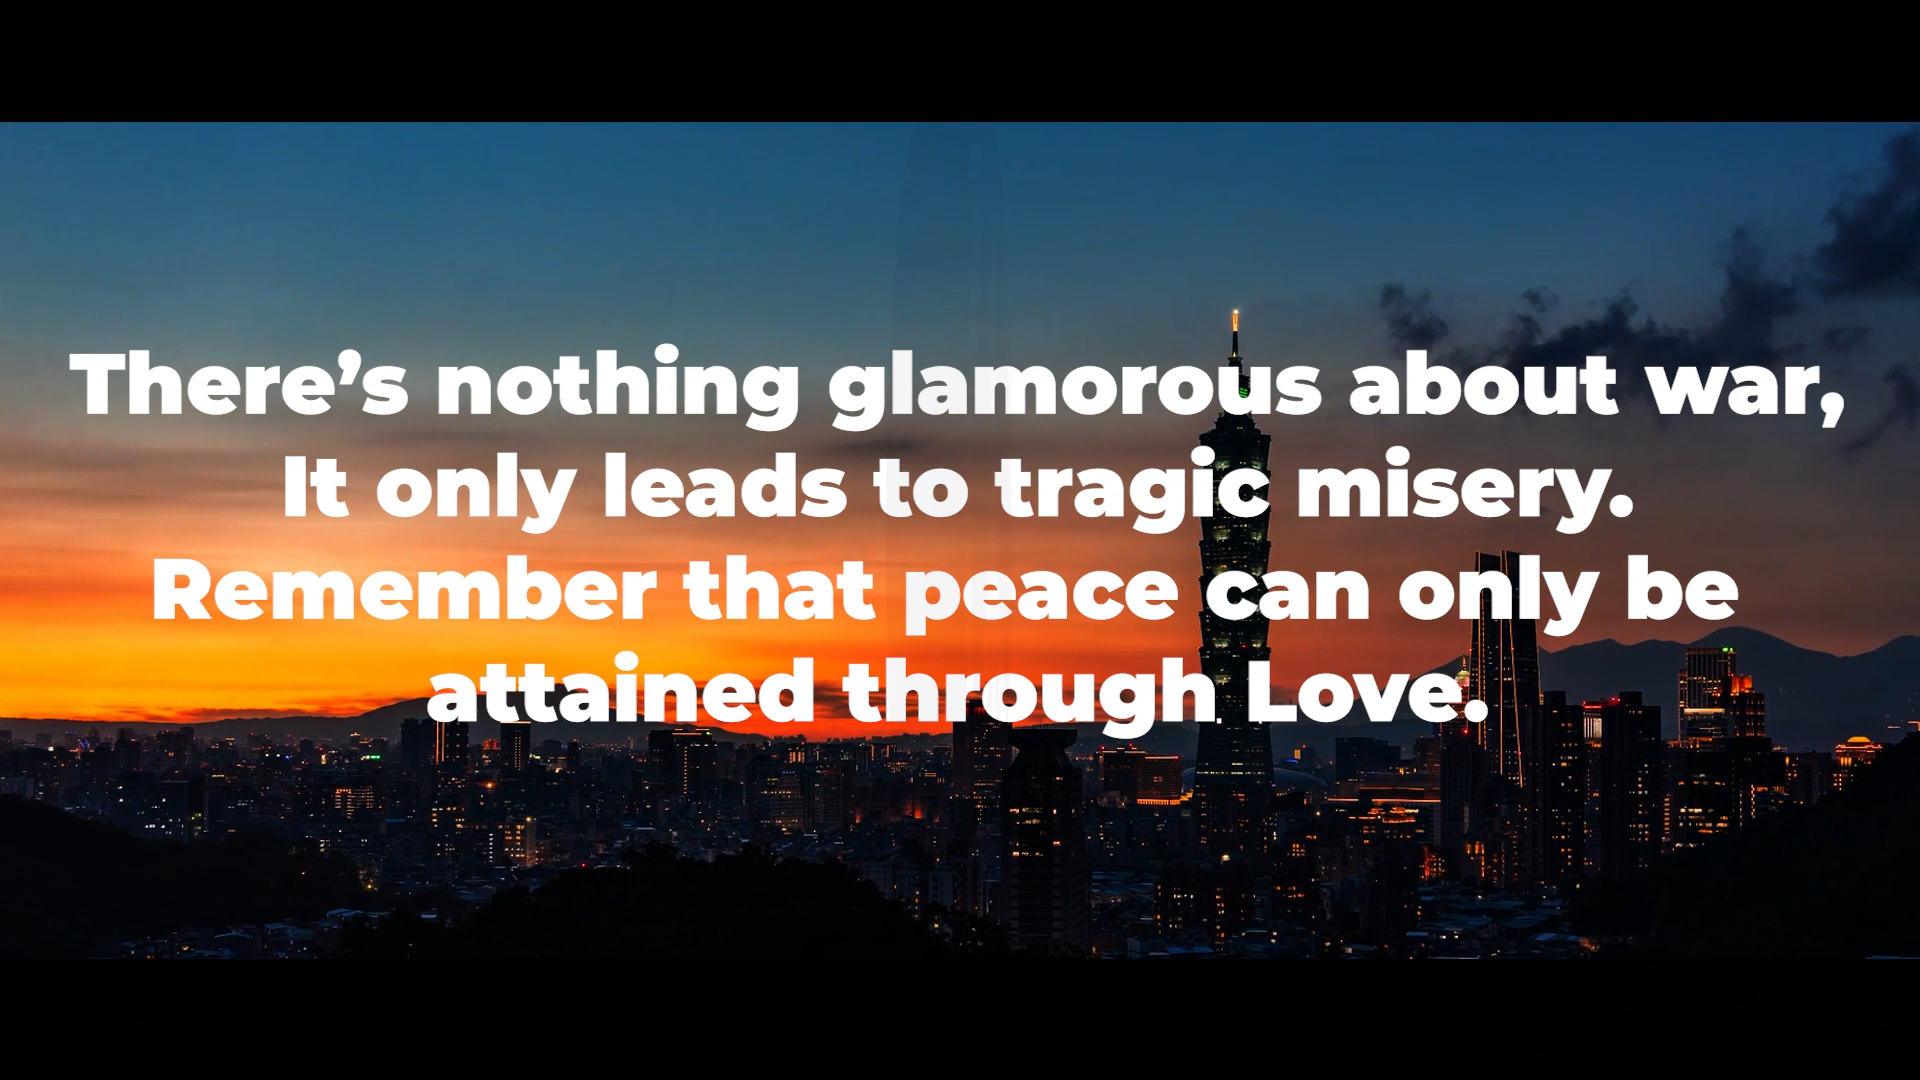 There’s nothing glamorous about war,
It only leads to tragic misery.
Remember that peace can only be
attained through Love.